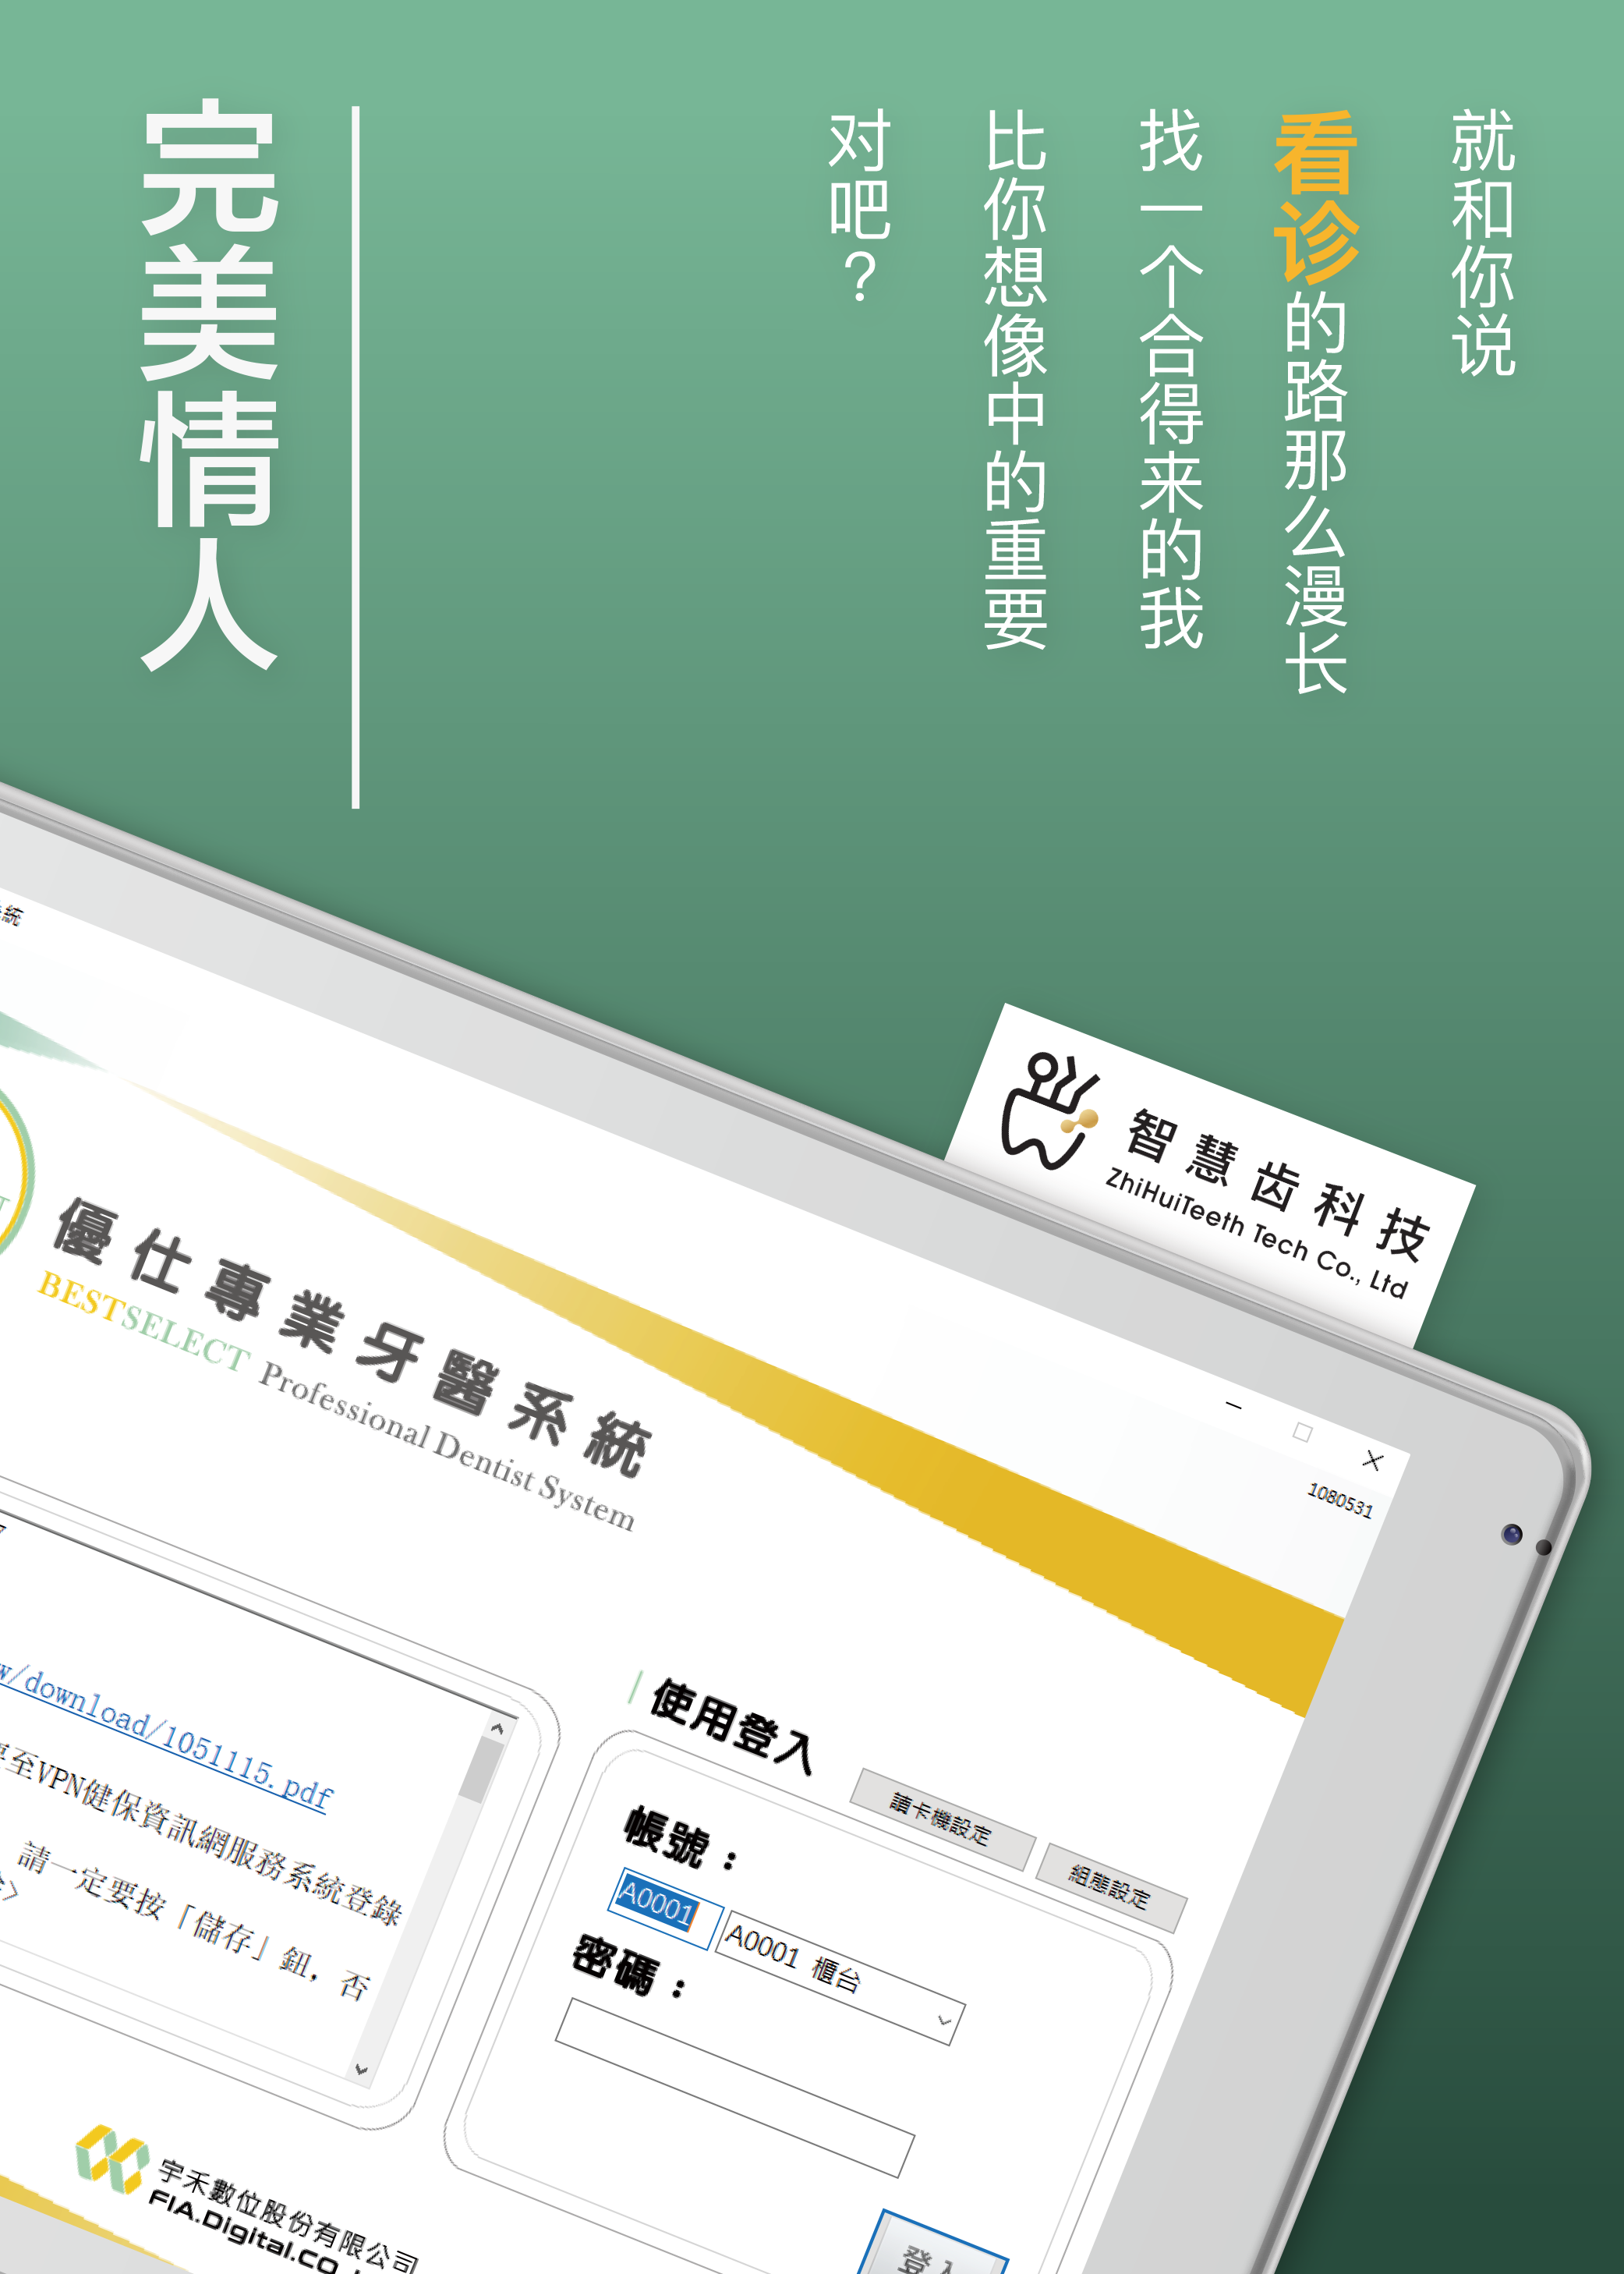 就和你说
看诊的路那么漫长
找一个合得来的我
比你想像中的重要
对吧？
完美情人
智慧齿科技
ZhiHuiTeeth Tech Co., Ltd
統
1080531
優仕專業牙醫系統
BESTSELECT Professional Dentist System
w/download/1051115.pdf
至VPN健保資訊網服務系統登錄
請一定要按「儲存」鈕，否
使用登入
讀卡機設定
組態設定
帳號：
A0001
A0001 櫃台
密碼：
登入
宇禾數位股份有限公司
FIA.Digital.CO